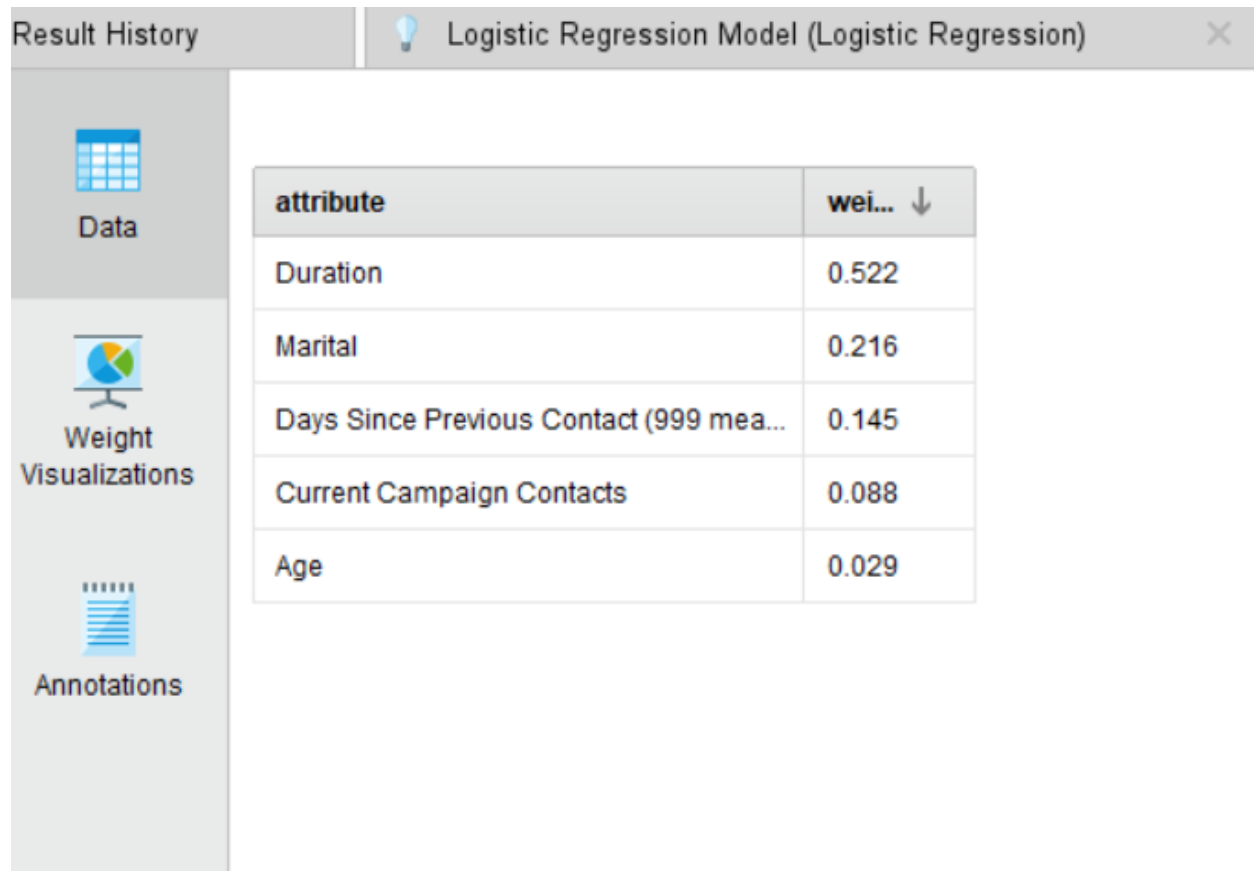 Result History
Logistic Regression Model (Logistic Regression)
Data
Weight
Visualizations
Annotations
attribute wei...
Duration 0.522
Marital 0.216
Days Since Previous Contact (999 mea... 0.145
Current Campaign Contacts 0.088
Age 0.029